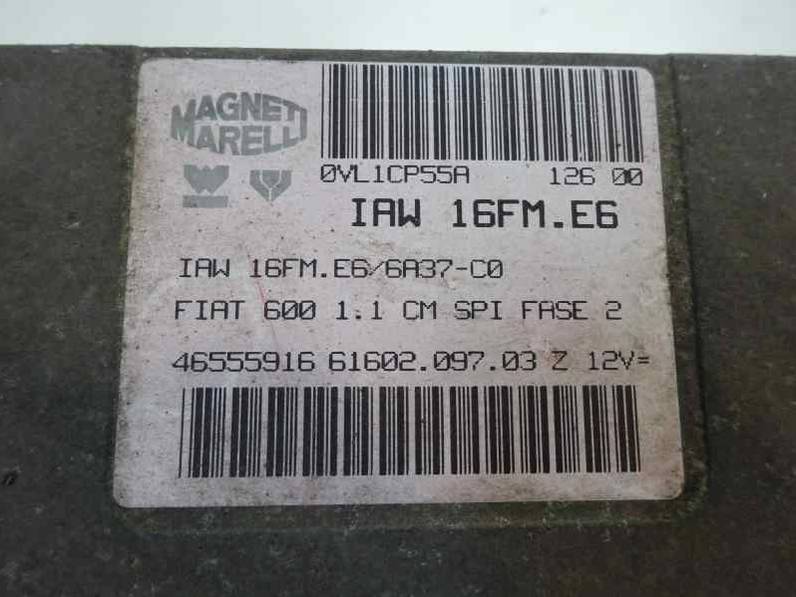 MAGNETI
MARELLI
0VL1CP55A 126 00
IAW 16FM.E6
IAW 16FM.E6/6A37-C0
FIAT 600 1.1 CM SPI FASE 2
46555916 61602.097.03 Z 12V=